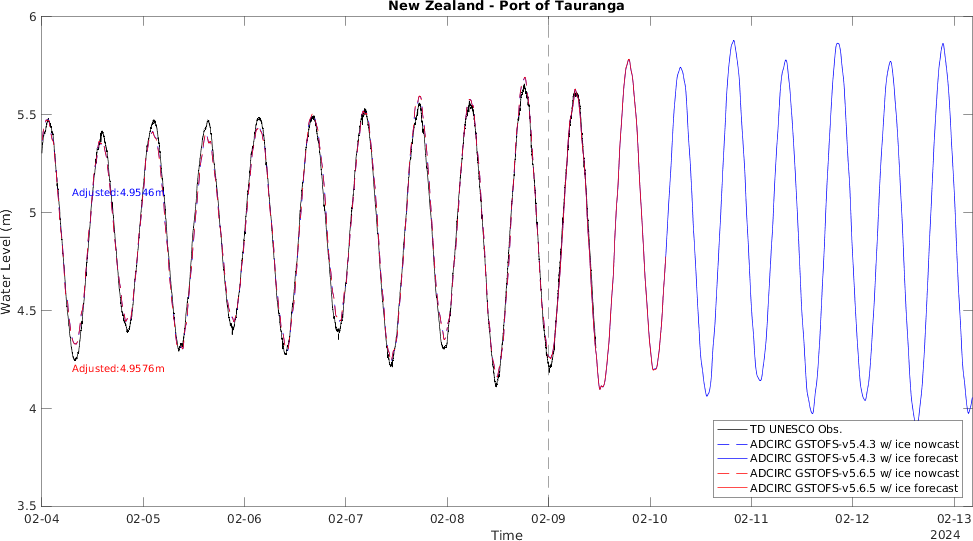 New Zealand - Port of Tauranga
6
5.5
5
4.5
4
3.5
Water Level (m)
Adjusted:4.9546m
Adjusted:4.9576m
TD UNESCO Obs.
ADCIRC GSTOFS-v5.4.3 w/ ice nowcast
ADCIRC GSTOFS-v5.4.3 w/ ice forecast
ADCIRC GSTOFS-v5.6.5 w/ ice nowcast
ADCIRC GSTOFS-v5.6.5 w/ ice forecast
02-04 02-05 02-06 02-07 02-08 02-09 02-10 02-11 02-12 02-13
2024
Time